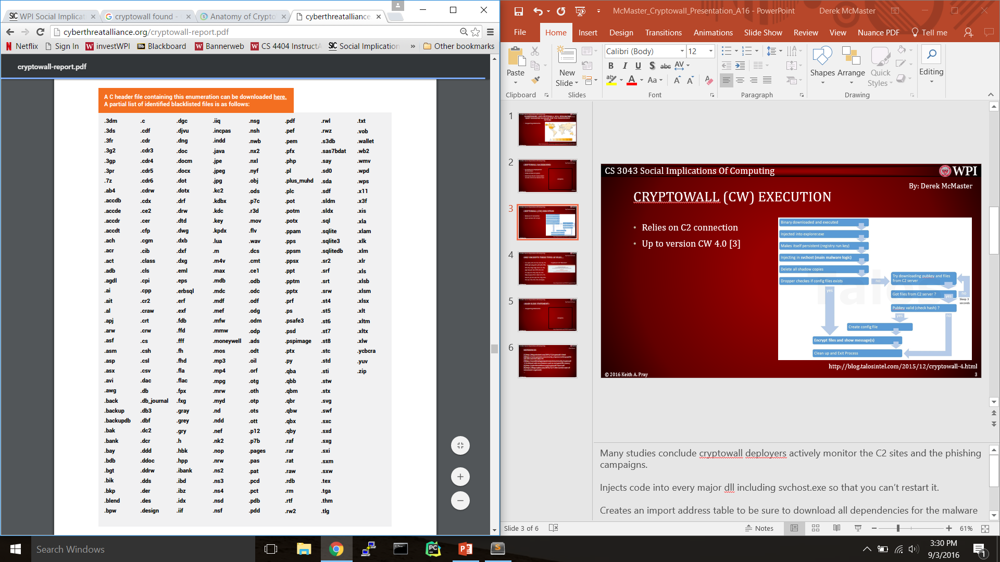 WPI Social Implicat
cryptowall found -
Anatomy of Crypto
cyberthreatalliance.
cyberthreatalliance.org/cryptowall-report.pdf
Netflix Sign In investWPI Blackboard Bannerweb CS 4404 InstructA Social Implication » Other bookmarks
cryptowall-report.pdf
A C header file containing this enumeration can be downloaded here.
A partial list of identified blacklisted files is as follows:
.3dm .c .dgc .iiq .nsg .pdf .rwl .txt
.3ds .cdf .djvu .incpas .nsh .pef .rwz .vob
.3fr .cdr .dng .indd .nwb .pem .s3db .wallet
.3g2 .cdr3 .doc .java .nx2 .pfx .sas7bdat .wb2
.3gp .cdr4 .docm .jpe .nxl .php .say .wmv
.3pr .cdr5 .docx .jpeg .nyf .pl .sd0 .wpd
.7z .cdr6 .dot .jpg .obj .plus_muhd .sda .wps
.ab4 .cdrw .dotx .kc2 .ods .plc .sdf .x11
.accdb .cdx .drf .kdbx .p7c .pot .sldm .x3f
.accde .ce2 .drw .kdc .r3d .potm .sldx .xis
.accdr .cer .dtd .key .mov .potx .sql .xla
.accdt .cfp .dwg .kpdx .flv .ppam .sqlite .xlam
.ach .cgm .dxb .lua .wav .pps .sqlite3 .xlk
.acr .cib .dxf .m .dcs .ppsm .sqlitedb .xlm
.act .class .dxg .m4v .cmt .ppsx .sr2 .xlr
.adb .cls .eml .max .ce1 .ppt .srf .xls
.agdl .cpi .eps .mdb .odb .pptm .srt .xlsb
.ai .cpp .erbsql .mdc .odc .pptx .srw .xlsm
.ait .cr2 .erf .mdf .odf .prf .st4 .xlsx
.al .craw .exf .mef .odg .ps .st5 .xlt
.apj .crt .fdb .mfw .odm .psafe3 .st6 .xltm
.arw .crw .ffd .mmw .odp .psd .st7 .xltx
.asf .cs .fff .moneywell .ads .pspimage .st8 .xlw
.asm .csh .fh .mos .odt .ptx .stc .ycbcra
.asp .csl .fhd .mp3 .oil .py .std .yuv
.asx .csv .fla .mp4 .orf .qba .sti .zip
.avi .dac .flac .mpg .otg .qbb .stw
.awg .db .fpx .mrw .oth .qbm .stx
.back .db_journal .fxg .myd .otp .qbr .svg
.backup .db3 .gray .nd .ots .qbw .swf
.backupdb .dbf .grey .ndd .ott .qbx .sxc
.bak .dc2 .gry .nef .p12 .qby .sxd
.bank .dcr .h .nk2 .p7b .raf .sxg
.bay .ddd .hbk .nop .pages .rar .sxi
.bdb .ddoc .hpp .nrw .pas .rat .sxm
.bgt .ddrw .ibank .ns2 .pat .raw .sxw
.bik .dds .ibd .ns3 .pcd .rdb .tex
.bkp .der .ibz .ns4 .pct .rm .tga
.blend .des .idx .nsd .pdb .rtf .thm
.bpw .design .iif .nsf .pdd .rw2 .tlg
McMaster_Cryptowall_Presentation_A16 - PowerPoint Derek McMaster
File Home Insert Design Transitions Animations Slide Show Review View Nuance PDF Tell me
Calibri (Body) 12
Paste New Slide Shapes Arrange Quick Styles Editing
Clipboard Slides Font Paragraph Drawing
1
2
3
4
5
6
CS 3043 Social Implications Of Computing WPI
By: Derek McMaster
CRYPTOWALL (CW) EXECUTION
• Relies on C2 connection
• Up to version CW 4.0 [3]
Binary downloaded and executed
Injected into explorer.exe
Makes itself persistent (registry run key)
Injecting in svchost (main malware logic)
Delete all shadow copies
Dropper checkes if config files exists
no
Try downloading pubkey and files
from C2 server
yes
Got files from C2 server ?
yes
no
Sleep 3
seconds
Pubkey valid (check hash) ?
yes
no
Create config file
Encrypt files and show message(s)
Clean up and Exit Process
http://blog.talosintel.com/2015/12/cryptowall-4.html
© 2016 Keith A. Pray
3
Many studies conclude cryptowall deployers actively monitor the C2 sites and the phishing
campaigns.
Injects code into every major dll including svchost.exe so that you can't restart it.
Creates an import address table to be sure to download all dependencies for the malware
Slide 3 of 6 Notes 61%
Search Windows
3:30 PM
9/3/2016
1